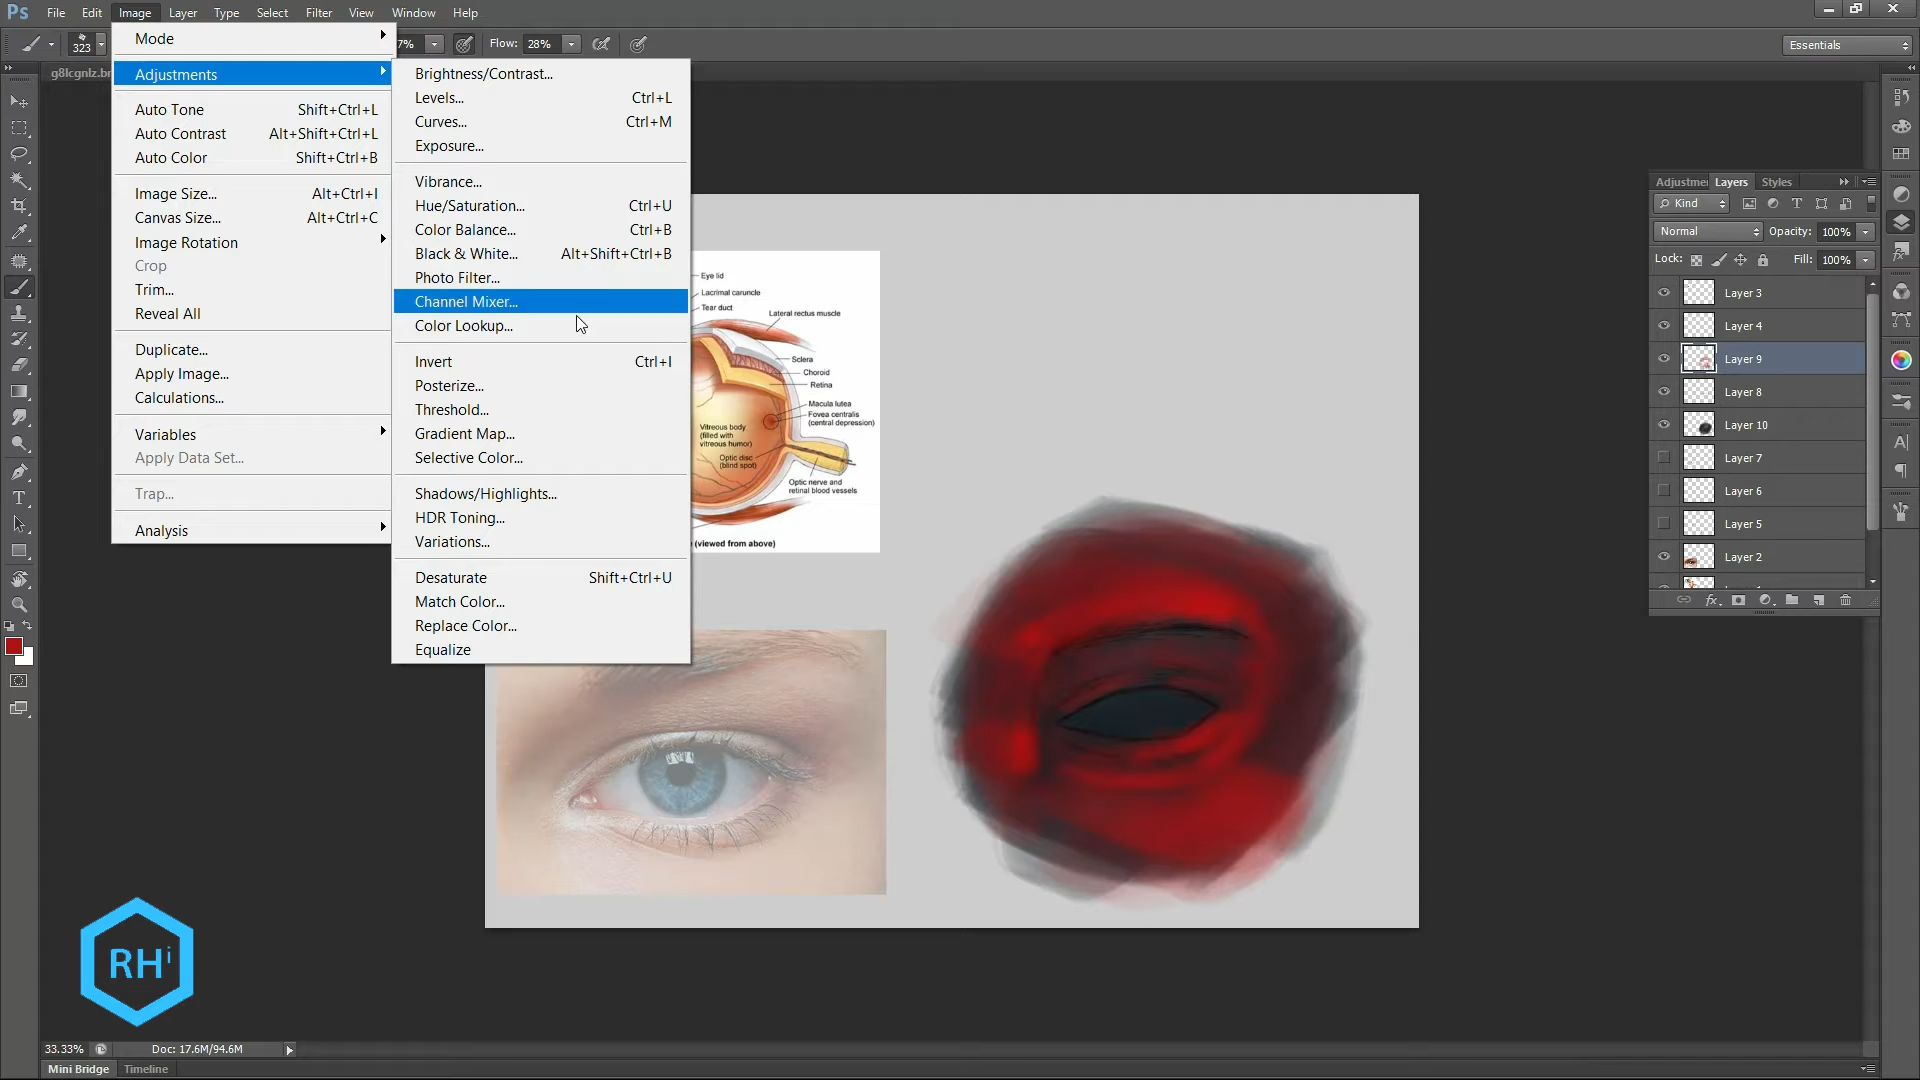 Ps File Edit Image Layer Type Select Filter View Window Help
323 7% Flow: 28% Essentials
g8lcgnlz.br
Mode
Adjustments
Auto Tone Shift+Ctrl+L
Auto Contrast Alt+Shift+Ctrl+L
Auto Color Shift+Ctrl+B
Image Size... Alt+Ctrl+I
Canvas Size... Alt+Ctrl+C
Image Rotation
Crop
Trim...
Reveal All
Duplicate...
Apply Image...
Calculations...
Variables
Apply Data Set...
Trap...
Analysis
Brightness/Contrast...
Levels... Ctrl+L
Curves... Ctrl+M
Exposure...
Vibrance...
Hue/Saturation... Ctrl+U
Color Balance... Ctrl+B
Black & White... Alt+Shift+Ctrl+B
Photo Filter...
Channel Mixer...
Color Lookup...
Invert Ctrl+I
Posterize...
Threshold...
Gradient Map...
Selective Color...
Shadows/Highlights...
HDR Toning...
Variations...
Desaturate Shift+Ctrl+U
Match Color...
Replace Color...
Equalize
Eye lid
Lacrimal caruncle
Tear duct
Lateral rectus muscle
Sclera
Choroid
Retina
Macula lutea
Fovea centralis
(central depression)
Vitreous body
(filled with
vitreous humor)
Optic disc
(blind spot)
Optic nerve and
retinal blood vessels
(viewed from above)
Adjustmer Layers Styles
Kind
Normal Opacity: 100%
Lock: Fill: 100%
Layer 3
Layer 4
Layer 9
Layer 8
Layer 10
Layer 7
Layer 6
Layer 5
Layer 2
RHi
33.33% Doc: 17.6M/94.6M
Mini Bridge Timeline